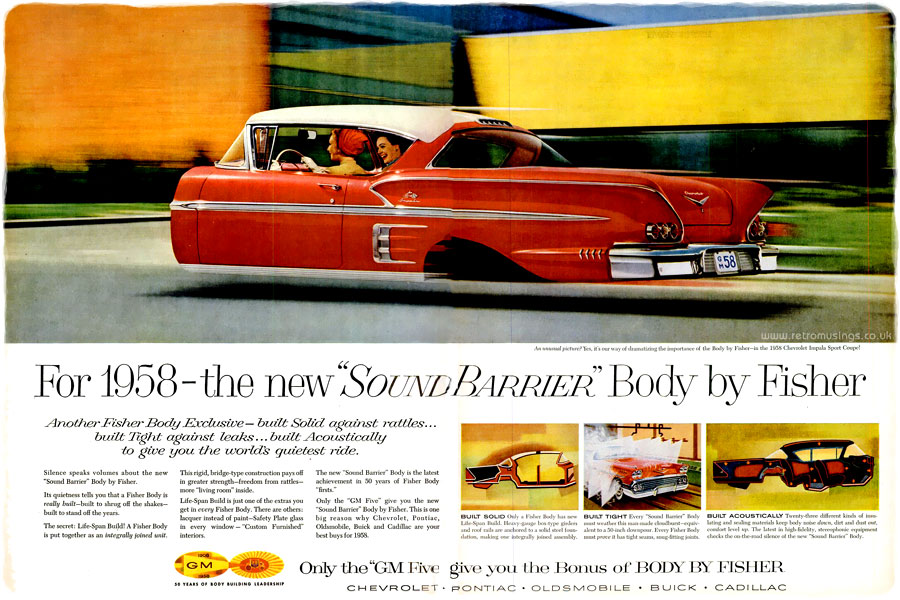 Chevrolet
GM 58
www.retromusings.co.uk
An unusual picture? Yes, it's our way of dramatizing the importance of the Body by Fisher—in the 1958 Chevrolet Impala Sport Coupe!
For 1958-the new “SOUND BARRIER” Body by Fisher
Another Fisher Body Exclusive—built Solid against rattles...
built Tight against leaks...built Acoustically
to give you the world's quietest ride.
Silence speaks volumes about the new
"Sound Barrier" Body by Fisher.
Its quietness tells you that a Fisher Body is
really built—built to shrug off the shakes—
built to stand off the years.
The secret: Life-Span Build! A Fisher Body
is put together as an integrally joined unit.
This rigid, bridge-type construction pays off
in greater strength—freedom from rattles—
more "living room" inside.
Life-Span Build is just one of the extras you
get in every Fisher Body. There are others:
lacquer instead of paint—Safety Plate glass
in every window—"Custom Furnished"
interiors.
The new "Sound Barrier" Body is the latest
achievement in 50 years of Fisher Body
"firsts."
Only the "GM Five" give you the new
"Sound Barrier" Body by Fisher. This is one
big reason why Chevrolet, Pontiac,
Oldsmobile, Buick and Cadillac are your
best buys for 1958.
BUILT SOLID Only a Fisher Body has new
Life-Span Build. Heavy-gauge box-type girders
and roof rails are anchored to a solid steel foun-
dation, making one integrally joined assembly.
BUILT TIGHT Every "Sound Barrier" Body
must weather this man-made cloudburst—equiv-
alent to a 50-inch downpour. Every Fisher Body
must prove it has tight seams, snug-fitting joints.
BUILT ACOUSTICALLY Twenty-three different kinds of insu-
lating and sealing materials keep body noise down, dirt and dust out,
comfort level up. The latest in high-fidelity, stereophonic equipment
checks the on-the-road silence of the new "Sound Barrier" Body.
1908
GM
1958
50 YEARS OF BODY BUILDING LEADERSHIP
Only the "GM Five" give you the Bonus of BODY BY FISHER
CHEVROLET • PONTIAC • OLDSMOBILE • BUICK • CADILLAC